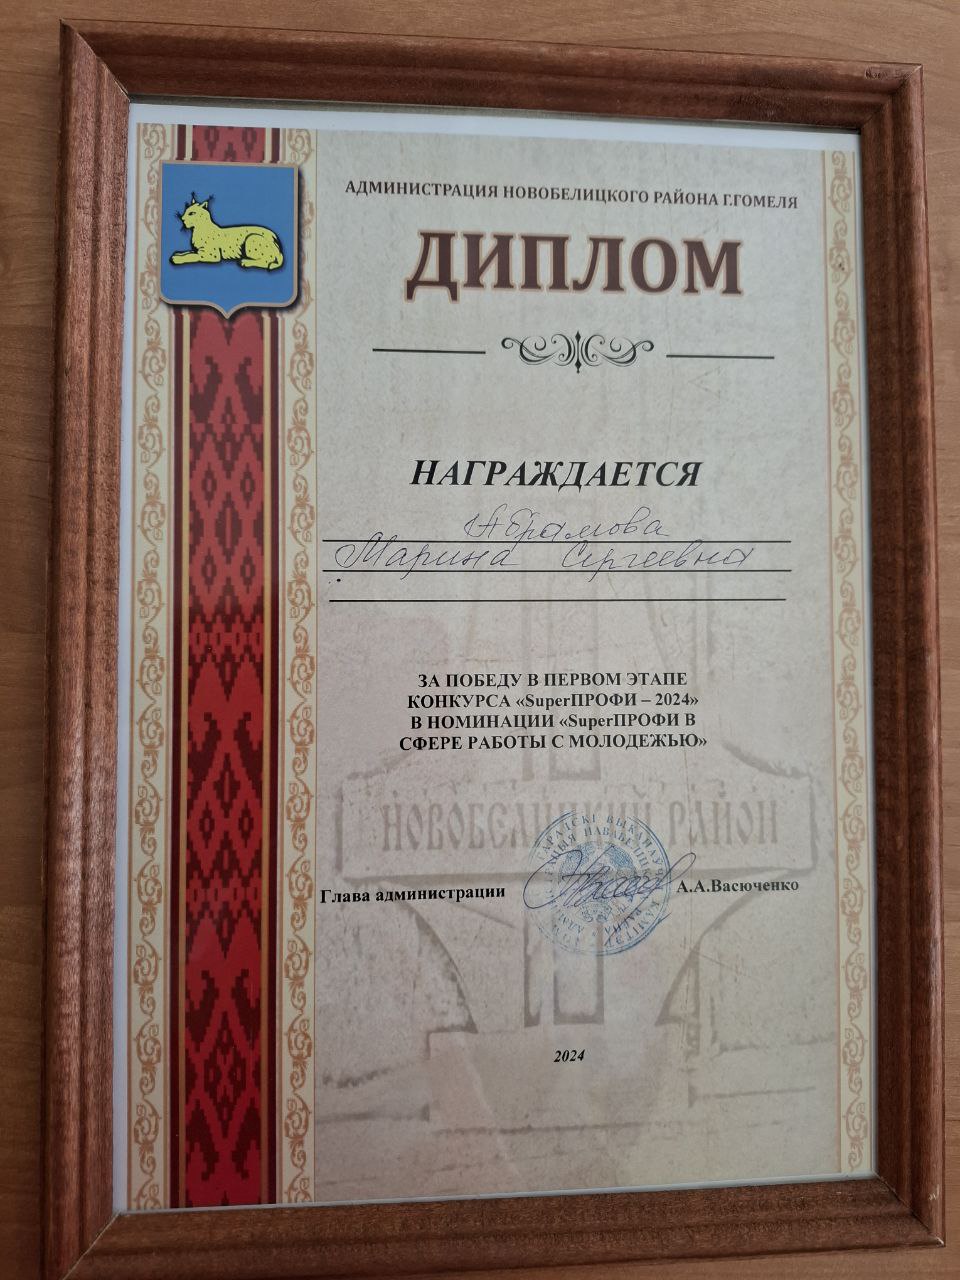 АДМИНИСТРАЦИЯ НОВОБЕЛИЦКОГО РАЙОНА Г.ГОМЕЛЯ
ДИПЛОМ
НАГРАЖДАЕТСЯ
Абрамова
Марина Сергеевна
ЗА ПОБЕДУ В ПЕРВОМ ЭТАПЕ
КОНКУРСА «SuperПРОФИ – 2024»
В НОМИНАЦИИ «SuperПРОФИ В
СФЕРЕ РАБОТЫ С МОЛОДЕЖЬЮ»
НОВОБЕЛИЦКИЙ РАЙОН
Глава администрации
А.А.Васюченко
2024